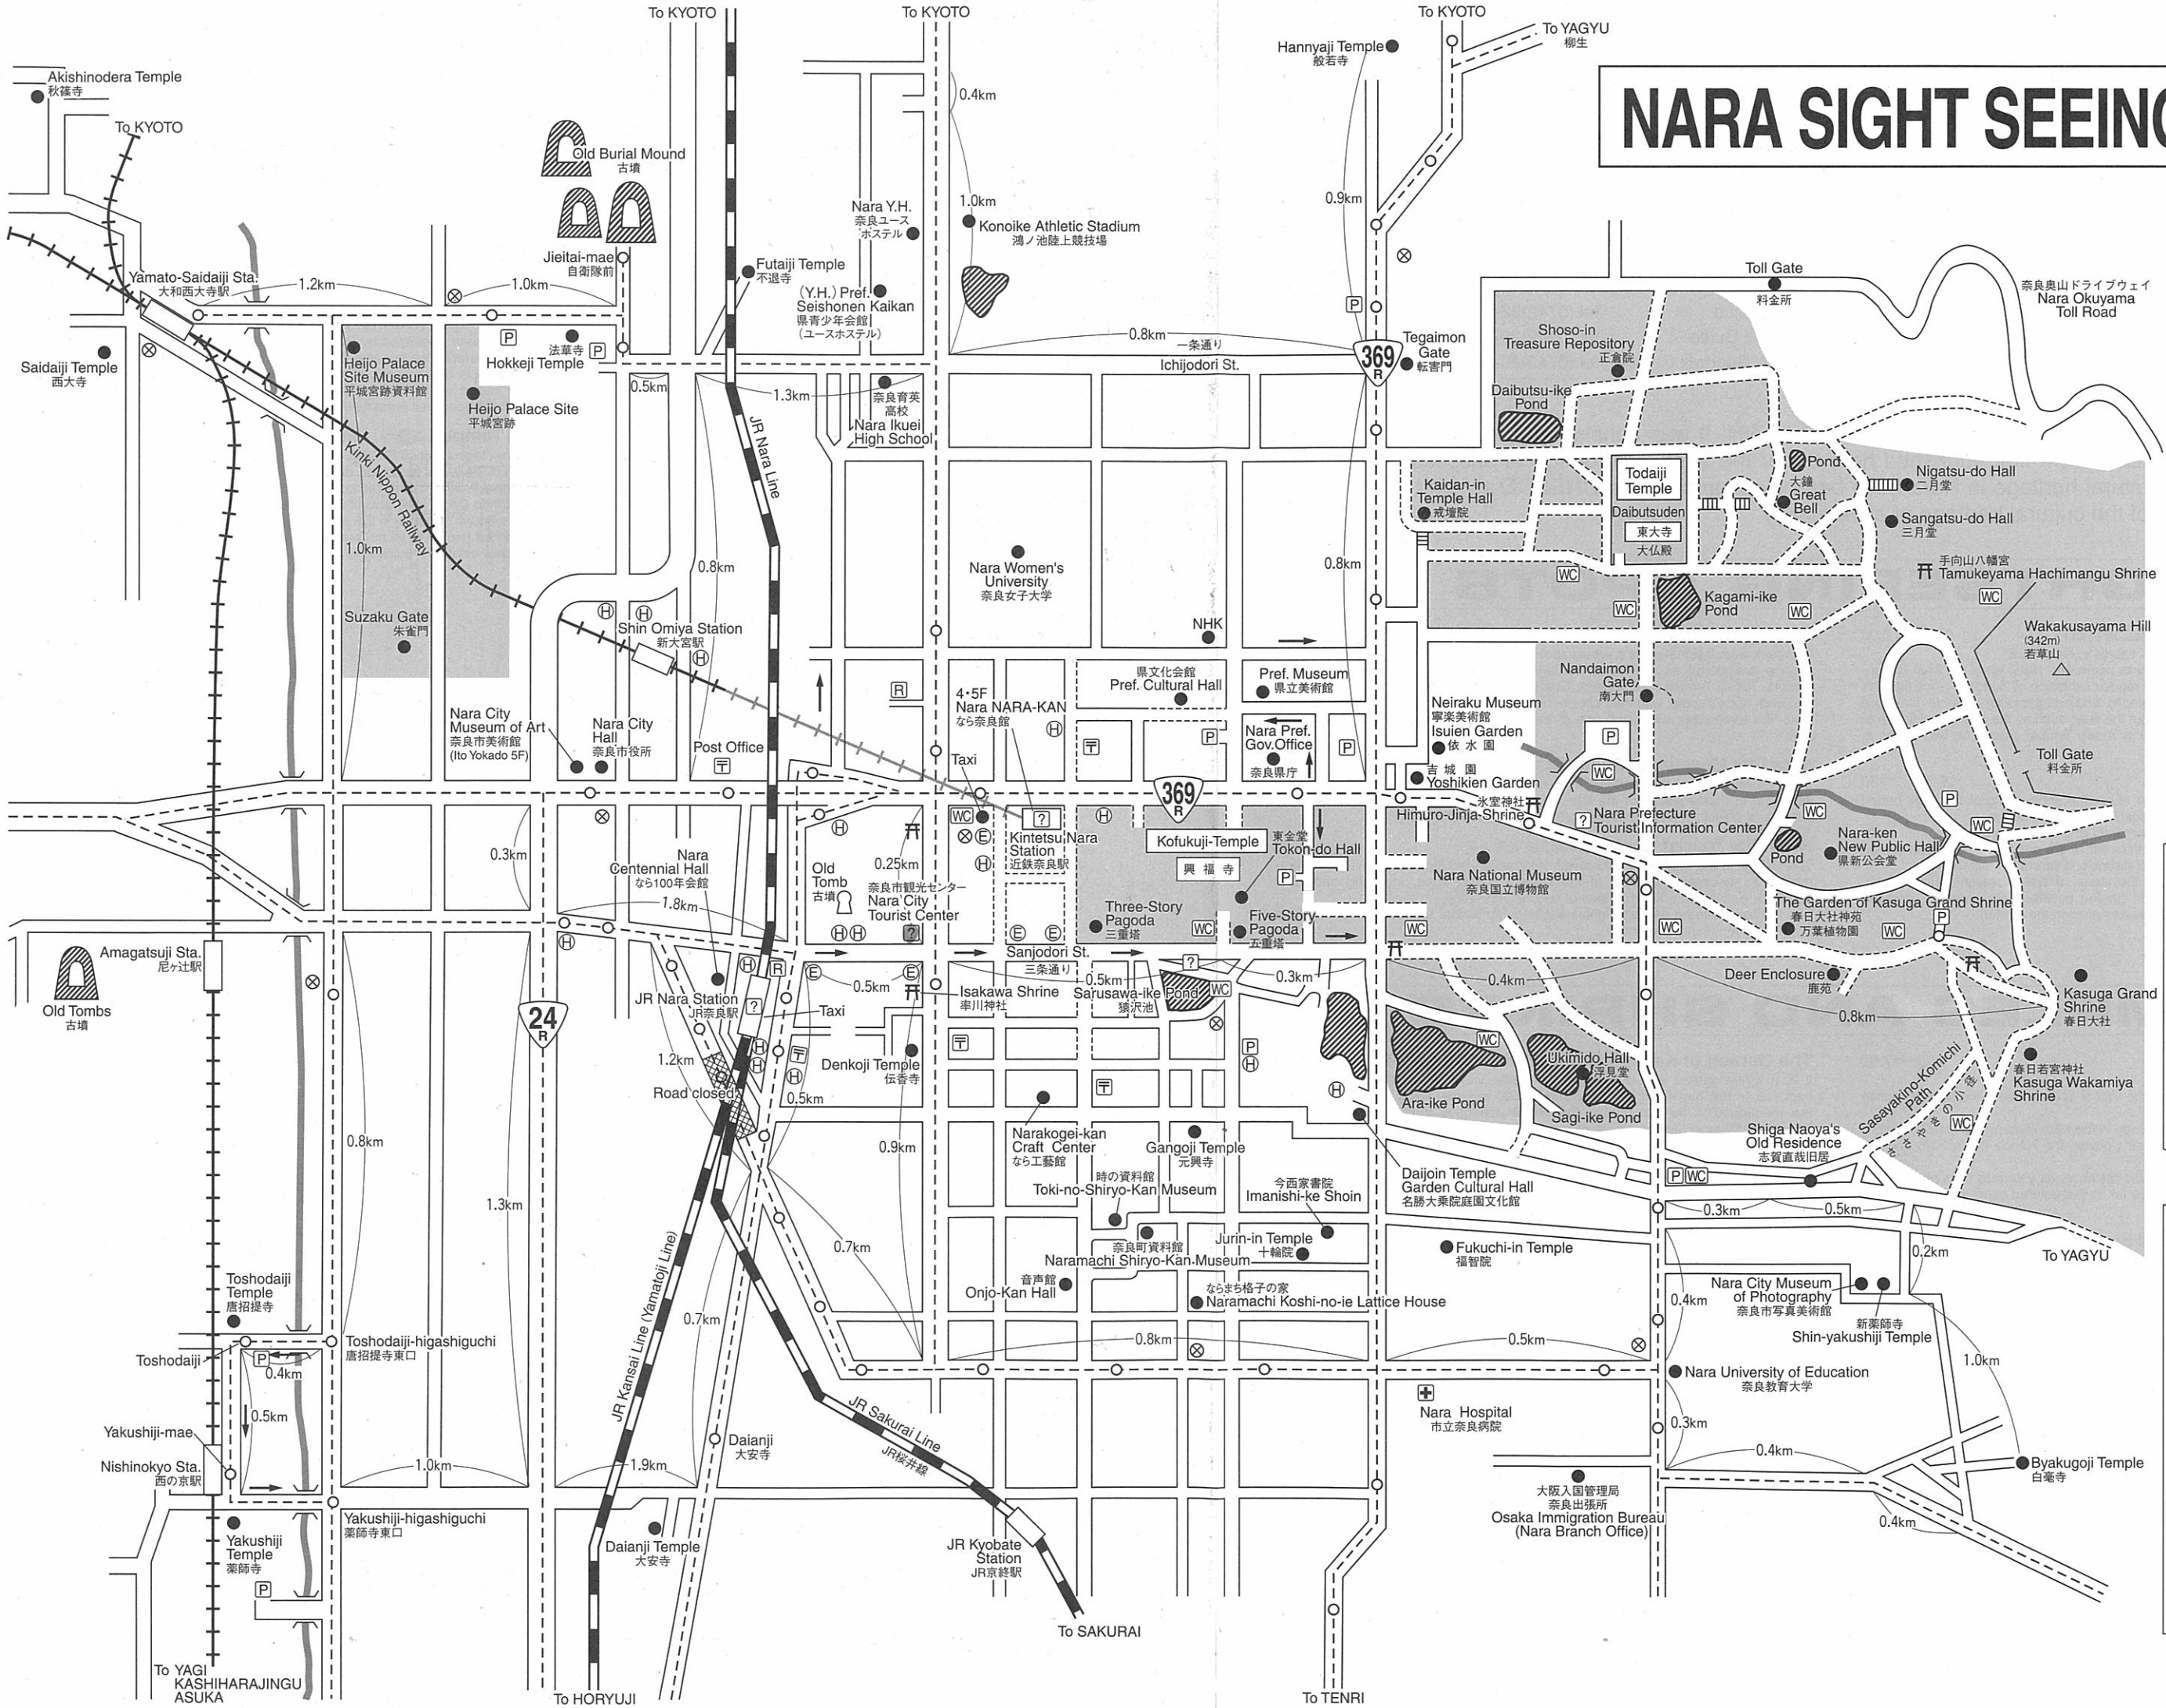 NARA SIGHT SEEING
To KYOTO
To KYOTO
To KYOTO
To YAGYU
柳生
Hannyaji Temple
般若寺
Akishinodera Temple
秋篠寺
To KYOTO
Old Burial Mound
古墳
0.4km
1.0km
0.9km
Nara Y.H.
奈良ユース
ホステル
Konoike Athletic Stadium
鴻ノ池陸上競技場
Jieitai-mae
自衛隊前
Futaiji Temple
不退寺
(Y.H.) Pref.
Seishonen Kaikan
県青少年会館
(ユースホステル)
Yamato-Saidaiji Sta.
大和西大寺駅
1.2km
1.0km
P
P
P
Toll Gate
料金所
奈良奥山ドライブウェイ
Nara Okuyama
Toll Road
Saidaiji Temple
西大寺
Heijo Palace
Site Museum
平城宮跡資料館
法華寺
Hokkeji Temple
Heijo Palace Site
平城宮跡
0.5km
1.3km
0.8km
一条通り
Ichijodori St.
369
R
Tegaimon
Gate
転害門
Shoso-in
Treasure Repository
正倉院
Daibutsu-ike
Pond
奈良育英
高校
Nara Ikuei
High School
JR Nara Line
Kinki Nippon Railway
1.0km
0.8km
0.8km
Kaidan-in
Temple Hall
戒壇院
Todaiji
Temple
Daibutsuden
東大寺
大仏殿
Pond
大鐘
Great
Bell
Nigatsu-do Hall
二月堂
Sangatsu-do Hall
三月堂
手向山八幡宮
Tamukeyama Hachimangu Shrine
WC
WC
WC
WC
Kagami-ike
Pond
Wakakusayama Hill
(342m)
若草山
Nara Women's
University
奈良女子大学
NHK
Suzaku Gate
朱雀門
H
H
Shin Omiya Station
新大宮駅
H
R
県文化会館
Pref. Cultural Hall
Pref. Museum
県立美術館
4・5F
Nara NARA-KAN
なら奈良館
H
Nandaimon
Gate
南大門
Neiraku Museum
寧楽美術館
Isuien Garden
依水園
吉城園
Yoshikien Garden
Nara City
Museum of Art
奈良市美術館
(Ito Yokado 5F)
Nara City
Hall
奈良市役所
Post Office
Taxi
P
Nara Pref.
Gov.Office
奈良県庁
P
P
WC
Toll Gate
料金所
369
R
氷室神社
Himuro-Jinja-Shrine
?
Nara Prefecture
Tourist Information Center
WC
P
WC
Nara-ken
New Public Hall
県新公会堂
Pond
0.3km
Nara
Centennial Hall
なら100年会館
1.8km
H
Old
Tomb
古墳
0.25km
奈良市観光センター
Nara City
Tourist Center
?
H
H
WC
E
H
?
Kintetsu Nara
Station
近鉄奈良駅
H
Kofukuji-Temple
興福寺
東金堂
Tokon-do Hall
P
Three-Story
Pagoda
三重塔
WC
Five-Story
Pagoda
五重塔
E
E
Nara National Museum
奈良国立博物館
WC
WC
The Garden of Kasuga Grand Shrine
春日大社神苑
万葉植物園
WC
P
Amagatsuji Sta.
尼ヶ辻駅
Old Tombs
古墳
H
24
R
H
R
E
E
Sanjodori St.
三条通り
0.5km
0.5km
0.3km
0.4km
0.8km
?
JR Nara Station
JR奈良駅
?
Taxi
Isakawa Shrine
率川神社
Sarusawa-ike Pond
猿沢池
WC
Deer Enclosure
鹿苑
Kasuga Grand
Shrine
春日大社
1.2km
Road closed
H
H
H
0.5km
Denkoji Temple
伝香寺
P
H
H
WC
Ukimido Hall
浮見堂
Ara-ike Pond
Sagi-ike Pond
Sasayakino-Komichi
Path
ささやきの小径
WC
春日若宮神社
Kasuga Wakamiya
Shrine
0.8km
1.3km
0.9km
Narakogei-kan
Craft Center
なら工藝館
Gangoji Temple
元興寺
時の資料館
Toki-no-Shiryo-Kan Museum
今西家書院
Imanishi-ke Shoin
Daijoin Temple
Garden Cultural Hall
名勝大乗院庭園文化館
Shiga Naoya's
Old Residence
志賀直哉旧居
P
WC
0.3km
0.5km
0.2km
To YAGYU
0.7km
0.7km
JR Kansai Line (Yamatoji Line)
奈良町資料館
Naramachi Shiryo-Kan Museum
Jurin-in Temple
十輪院
Fukuchi-in Temple
福智院
音声館
Onjo-Kan Hall
ならまち格子の家
Naramachi Koshi-no-ie Lattice House
Nara City Museum
of Photography
奈良市写真美術館
新薬師寺
Shin-yakushiji Temple
0.4km
Toshodaiji
Temple
唐招提寺
Toshodaiji-higashiguchi
唐招提寺東口
Toshodaiji
P
0.4km
0.5km
0.8km
0.5km
Nara University of Education
奈良教育大学
1.0km
JR Sakurai Line
JR桜井線
Nara Hospital
市立奈良病院
0.3km
0.4km
Yakushiji-mae
Nishinokyo Sta.
西の京駅
1.0km
1.9km
Daianji
大安寺
Byakugoji Temple
白毫寺
0.4km
Yakushiji-higashiguchi
薬師寺東口
Yakushiji
Temple
薬師寺
P
Daianji Temple
大安寺
JR Kyobate
Station
JR京終駅
大阪入国管理局
奈良出張所
Osaka Immigration Bureau
(Nara Branch Office)
To SAKURAI
To YAGI
KASHIHARAJINGU
ASUKA
To HORYUJI
To TENRI